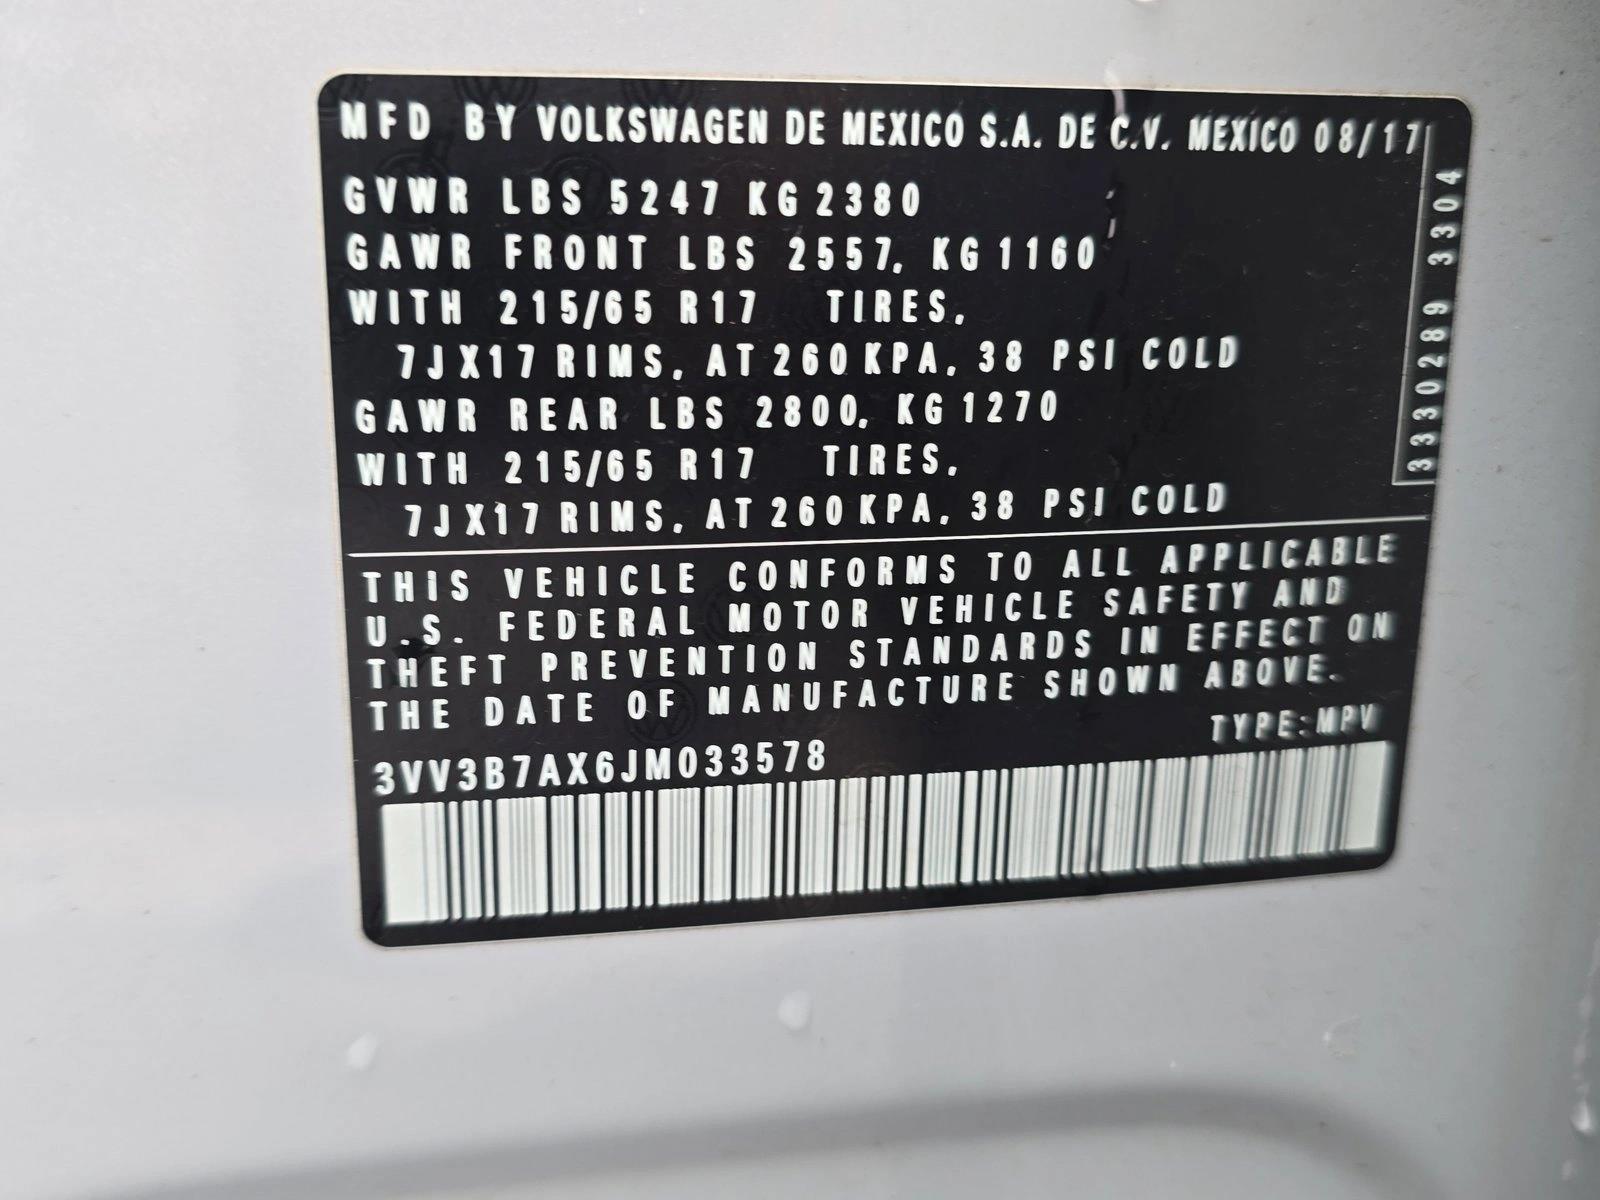 MFD BY VOLKSWAGEN DE MEXICO S.A. DE C.V. MEXICO 08/17
GVWR LBS 5247 KG 2380
GAWR FRONT LBS 2557, KG 1160
WITH 215/65 R17 TIRES,
7JX17 RIMS, AT 260 KPA, 38 PSI COLD
GAWR REAR LBS 2800, KG 1270
WITH 215/65 R17 TIRES,
7JX17 RIMS, AT 260 KPA, 38 PSI COLD
3330289 3304
THIS VEHICLE CONFORMS TO ALL APPLICABLE
U.S. FEDERAL MOTOR VEHICLE SAFETY AND
THEFT PREVENTION STANDARDS IN EFFECT ON
THE DATE OF MANUFACTURE SHOWN ABOVE.
TYPE:MPV
3VV3B7AX6JM033578